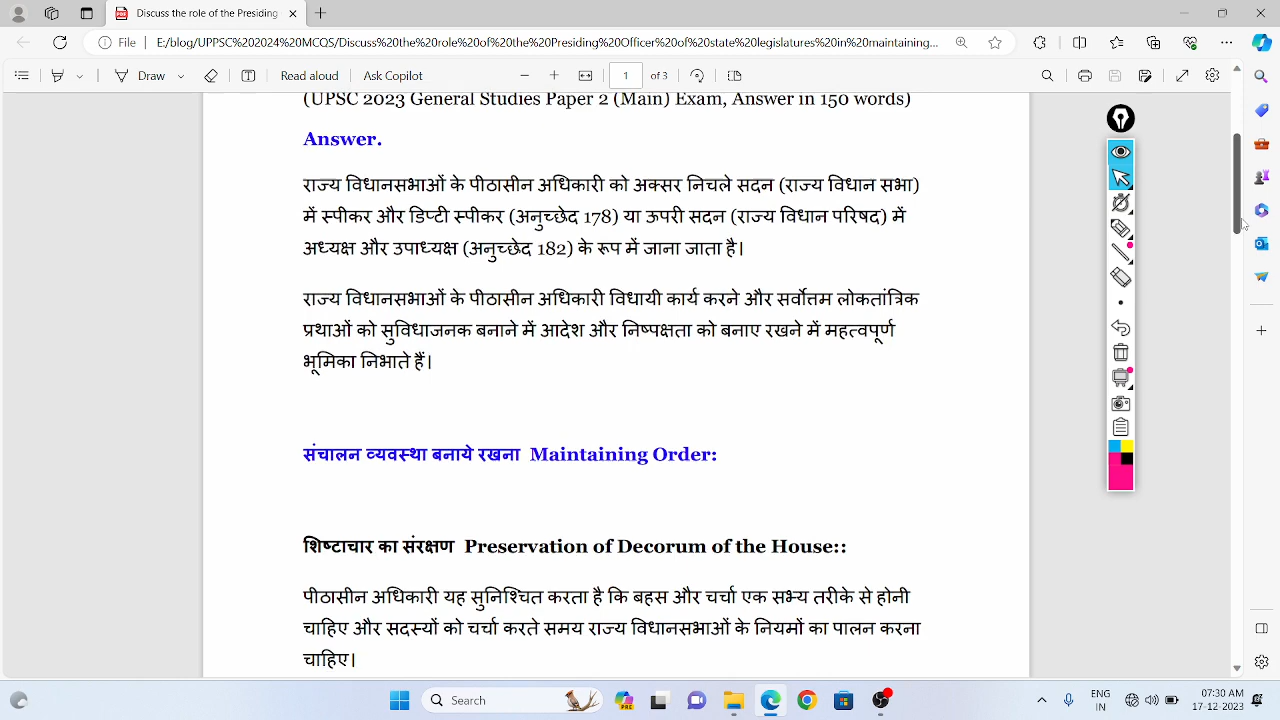 Discuss the role of the Presiding
File
E:/blog/UPPSC%202024%20MCQS/Discuss%20the%20role%20of%20the%20Presiding%20Officer%20of%20state%20legislatures%20in%20maintaining...
Draw
Read aloud
Ask Copilot
1 of 3
(UPSC 2023 General Studies Paper 2 (Main) Exam, Answer in 150 words)
Answer.
राज्य विधानसभाओं के पीठासीन अधिकारी को अक्सर निचले सदन (राज्य विधान सभा)
में स्पीकर और डिप्टी स्पीकर (अनुच्छेद 178) या ऊपरी सदन (राज्य विधान परिषद) में
अध्यक्ष और उपाध्यक्ष (अनुच्छेद 182) के रूप में जाना जाता है।
राज्य विधानसभाओं के पीठासीन अधिकारी विधायी कार्य करने और सर्वोत्तम लोकतांत्रिक
प्रथाओं को सुविधाजनक बनाने में आदेश और निष्पक्षता को बनाए रखने में महत्वपूर्ण
भूमिका निभाते हैं।
संचालन व्यवस्था बनाये रखना Maintaining Order:
शिष्टाचार का संरक्षण Preservation of Decorum of the House::
पीठासीन अधिकारी यह सुनिश्चित करता है कि बहस और चर्चा एक सभ्य तरीके से होनी
चाहिए और सदस्यों को चर्चा करते समय राज्य विधानसभाओं के नियमों का पालन करना
चाहिए।
Search
ENG
IN
07:30 AM
17-12-2023